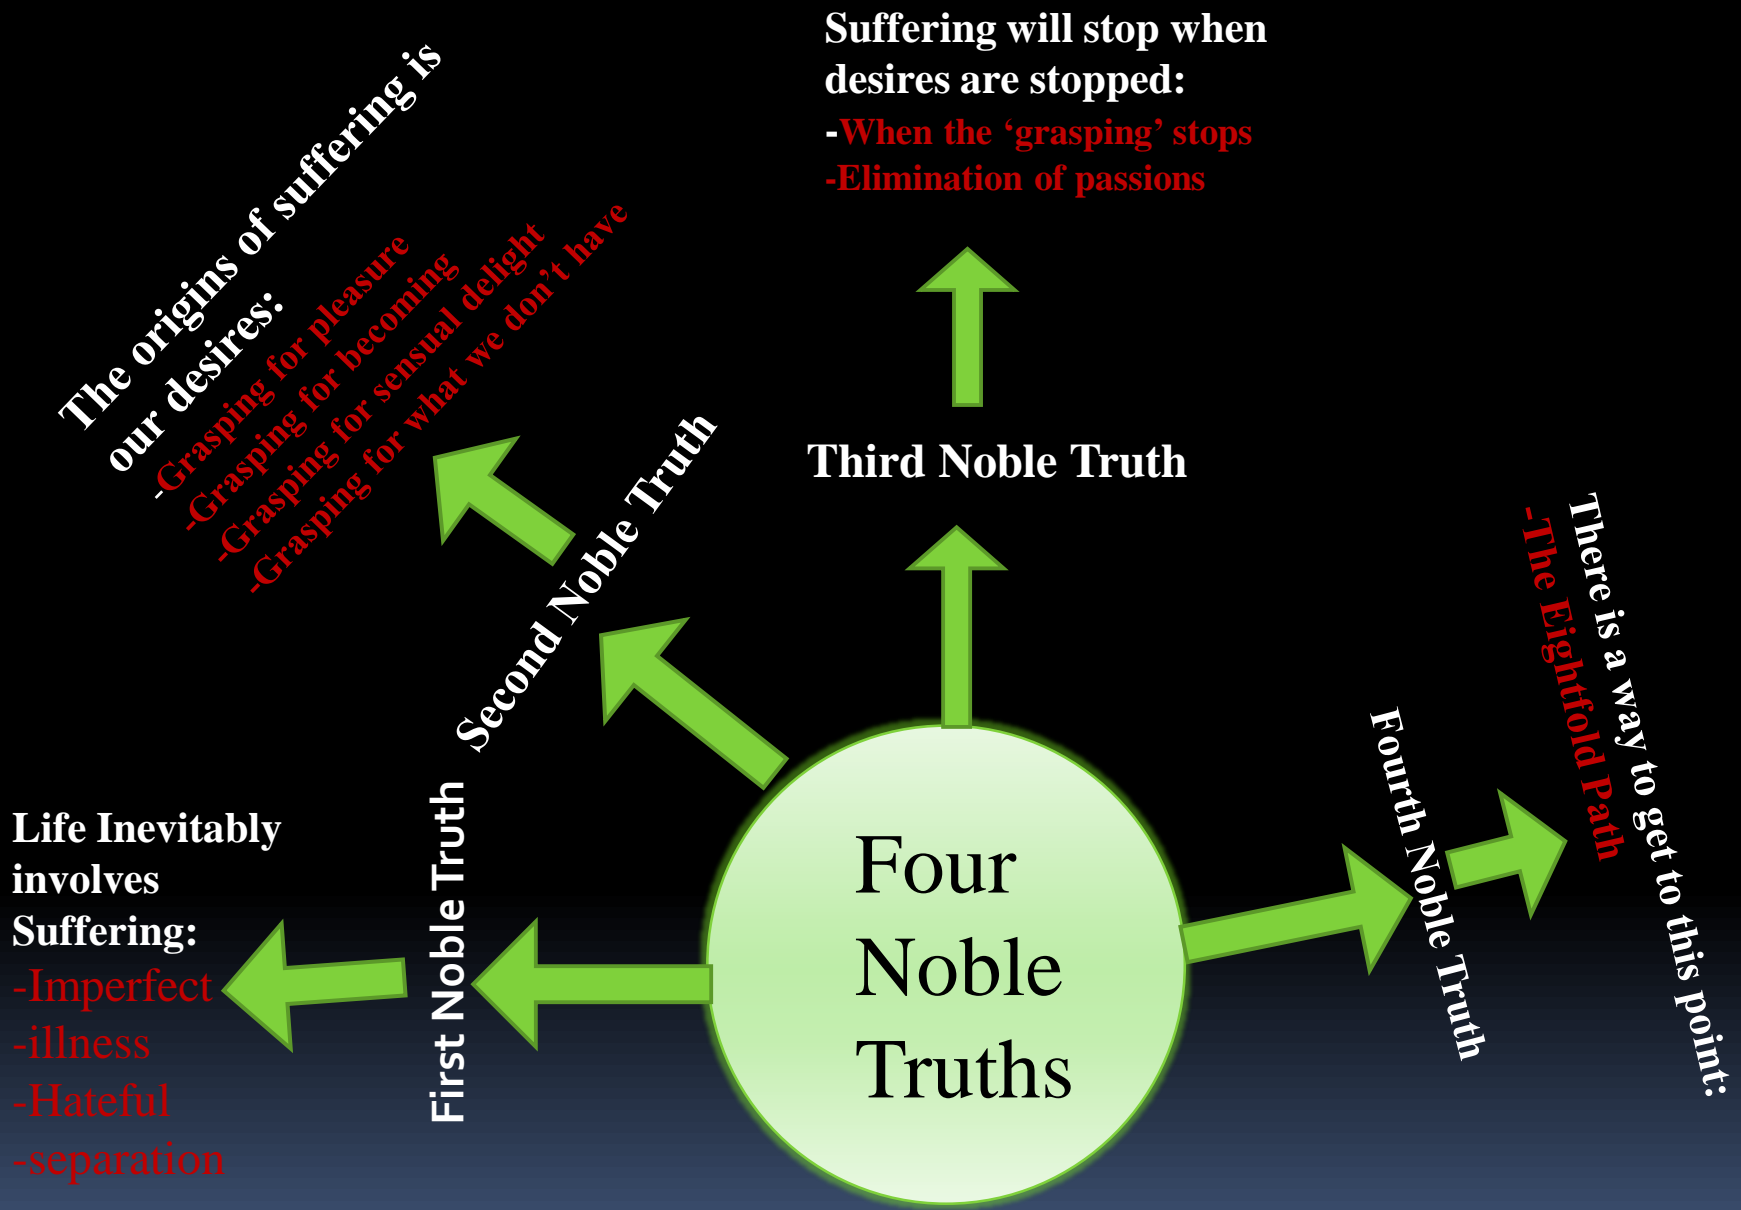 Four
Noble
Truths
First Noble Truth
Life Inevitably
involves
Suffering:
-Imperfect
-illness
-Hateful
-separation
Second Noble Truth
The origins of suffering is
our desires:
-Grasping for pleasure
-Grasping for becoming
-Grasping for sensual delight
-Grasping for what we don’t have
Third Noble Truth
Suffering will stop when
desires are stopped:
-When the ‘grasping’ stops
-Elimination of passions
Fourth Noble Truth
There is a way to get to this point:
-The Eightfold Path